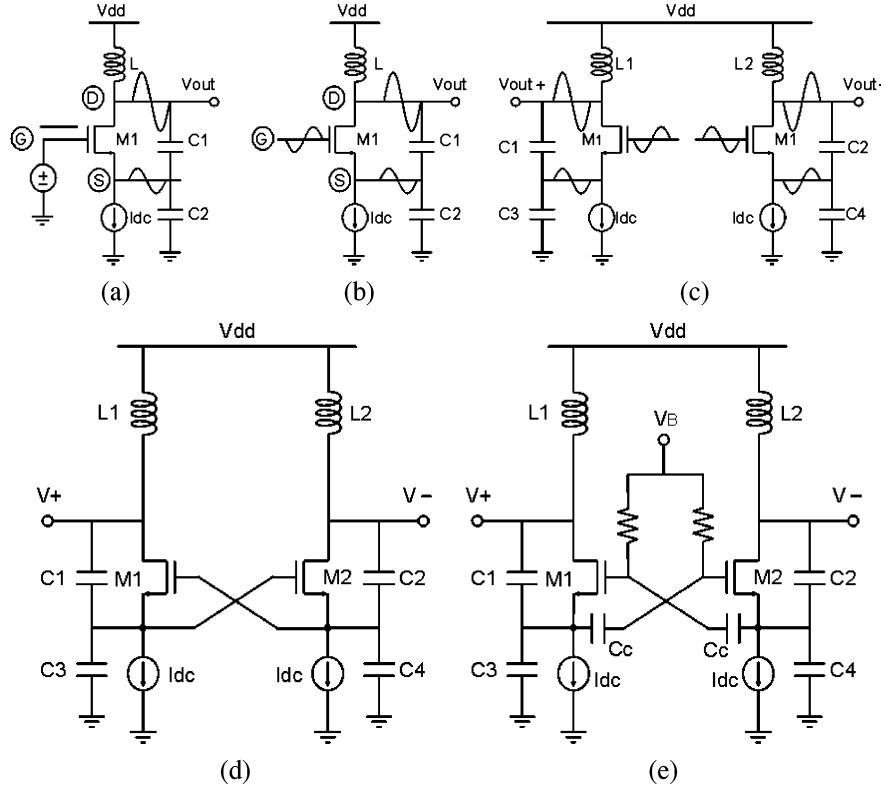 Vdd Vdd Vdd
L L L1 L2
D Vout D Vout Vout+ Vout-
G M1 C1 G M1 C1 C1 M1 M1 C2
S S
± Idc C2 Idc C2 C3 Idc Idc C4
(a) (b) (c)
Vdd Vdd
L1 L2 L1 L2
VB
V+ V− V+ V−
C1 M1 M2 C2 C1 M1 M2 C2
Cc Cc
C3 Idc Idc C4 C3 Idc Idc C4
(d) (e)